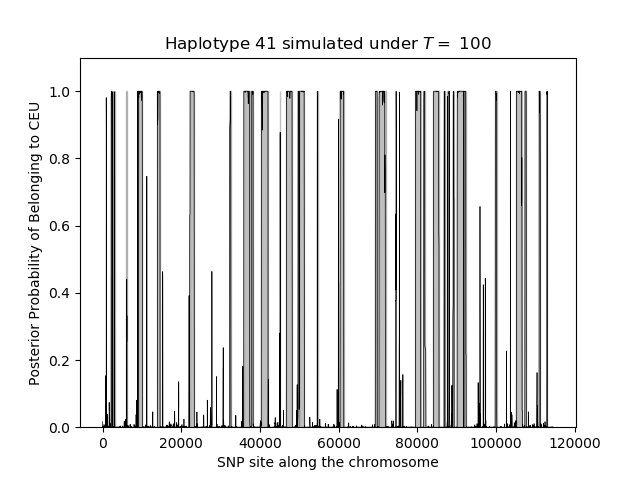 Haplotype 41 simulated under T = 100
Posterior Probability of Belonging to CEU
1.0
0.8
0.6
0.4
0.2
0.0
0 20000 40000 60000 80000 100000 120000
SNP site along the chromosome